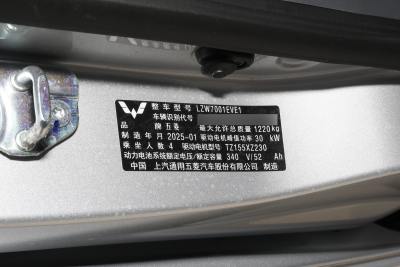 整车型号 LZW7001EVE1
车辆识别代号
品 牌 五菱 最大允许总质量 1220kg
制造年月 2025-01 驱动电机峰值功率 30 kW
乘坐人数 4 驱动电机型号 TZ155XZ230
动力电池系统额定电压/额定容量 340 V/52 Ah
中国 上汽通用五菱汽车股份有限公司 制造